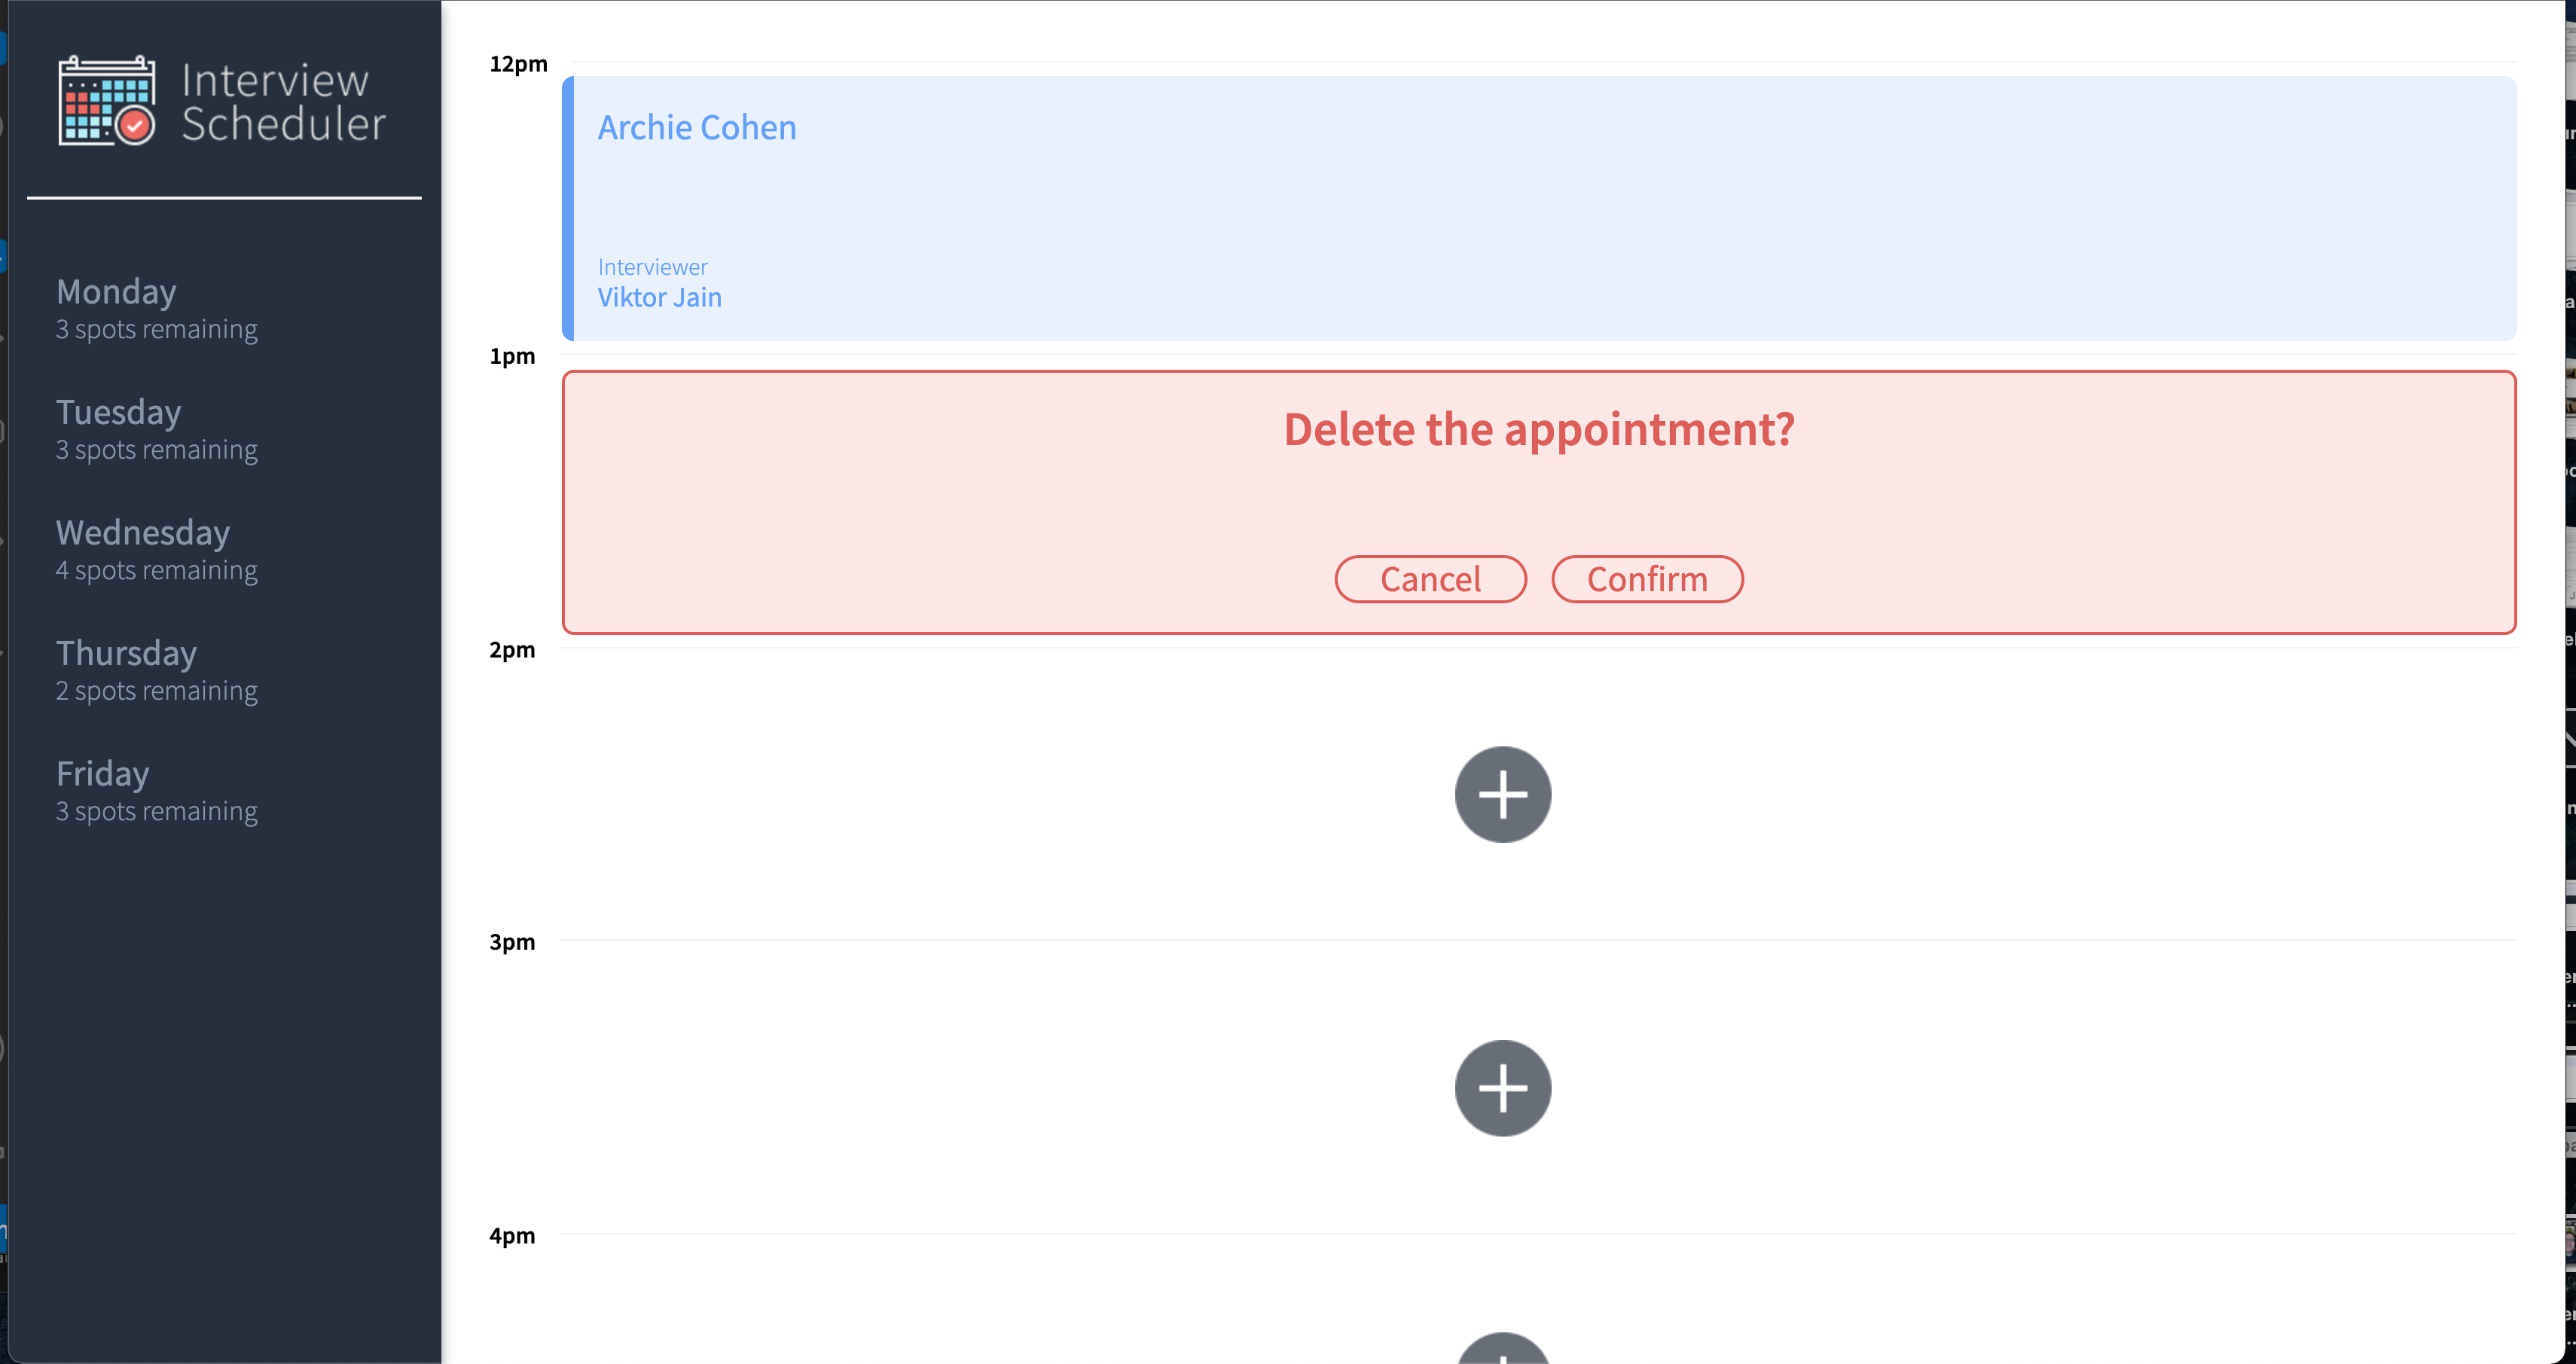 Interview
Scheduler
Monday
3 spots remaining
Tuesday
3 spots remaining
Wednesday
4 spots remaining
Thursday
2 spots remaining
Friday
3 spots remaining
12pm
Archie Cohen
Interviewer
Viktor Jain
1pm
Delete the appointment?
Cancel
Confirm
2pm
3pm
4pm